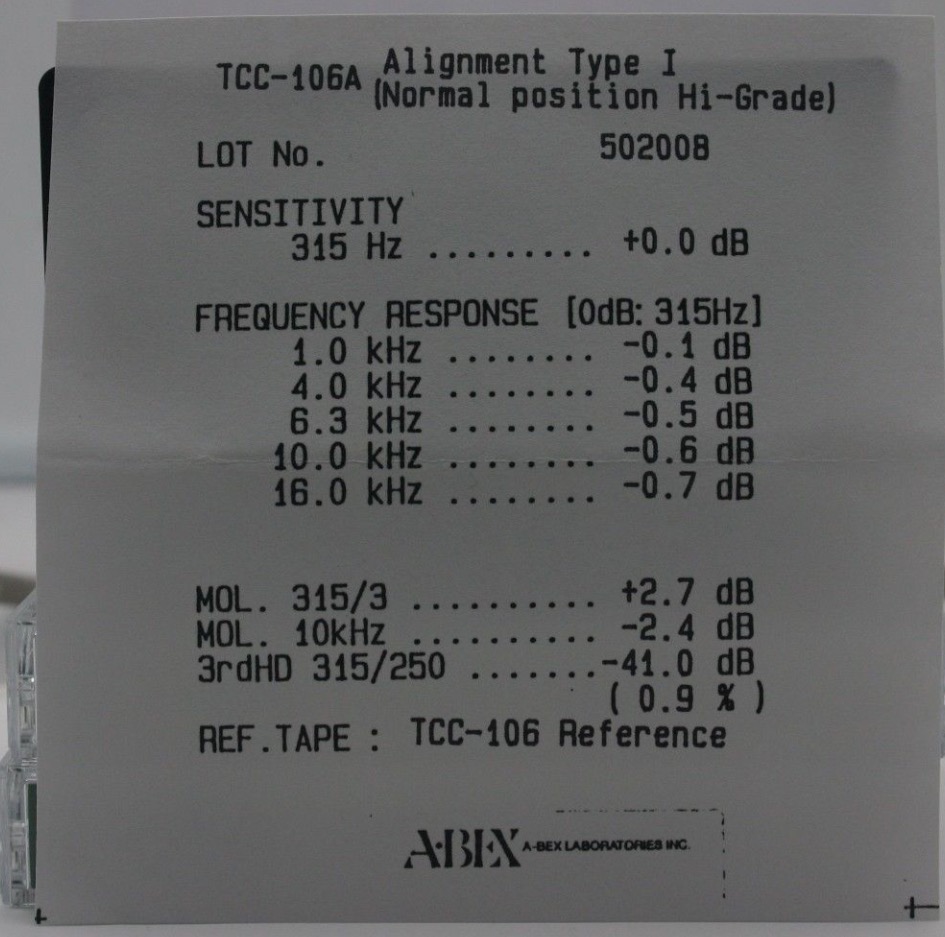 TCC-106A Alignment Type I
(Normal position Hi-Grade)
LOT No. 502008
SENSITIVITY
315 Hz ......... +0.0 dB
FREQUENCY RESPONSE [0dB: 315Hz]
1.0 kHz ........ -0.1 dB
4.0 kHz ........ -0.4 dB
6.3 kHz ........ -0.5 dB
10.0 kHz ........ -0.6 dB
16.0 kHz ........ -0.7 dB
MOL. 315/3 .......... +2.7 dB
MOL. 10kHz .......... -2.4 dB
3rdHD 315/250 .......-41.0 dB
( 0.9 % )
REF.TAPE : TCC-106 Reference
A·BEX A-BEX LABORATORIES INC.